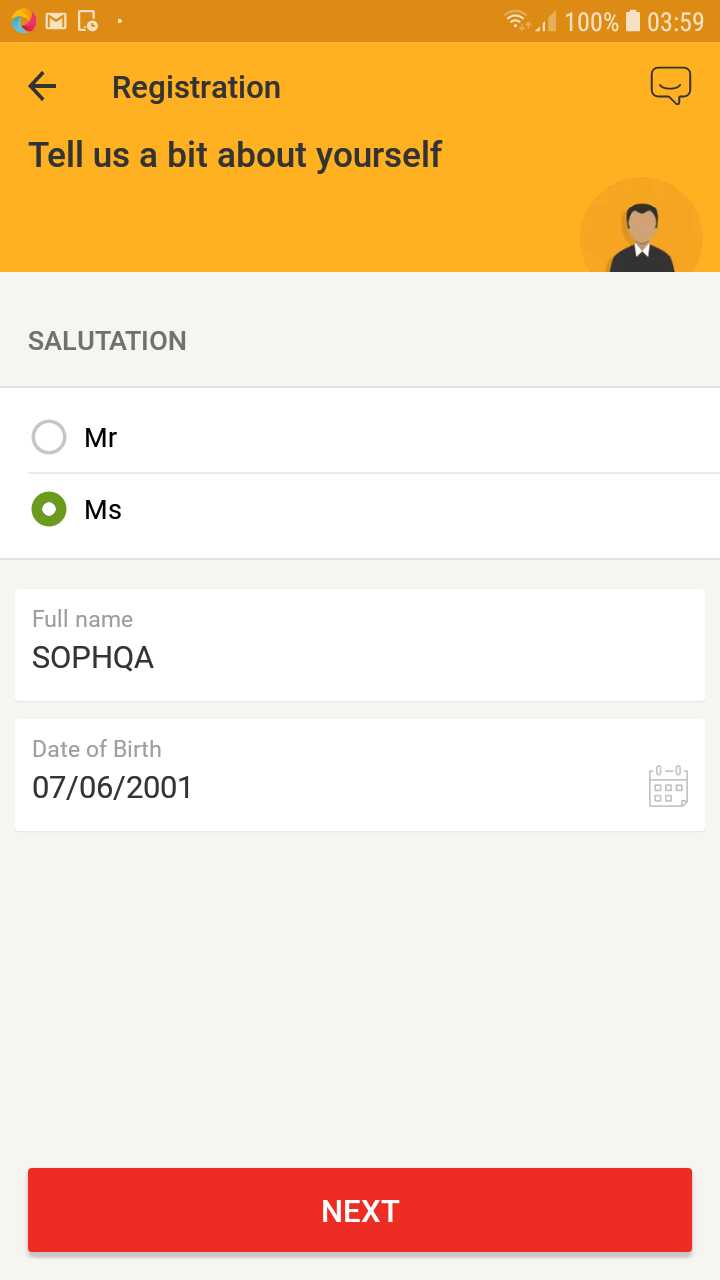 100% 03:59
Registration
Tell us a bit about yourself
SALUTATION
Mr
Ms
Full name
SOPHQA
Date of Birth
07/06/2001
NEXT